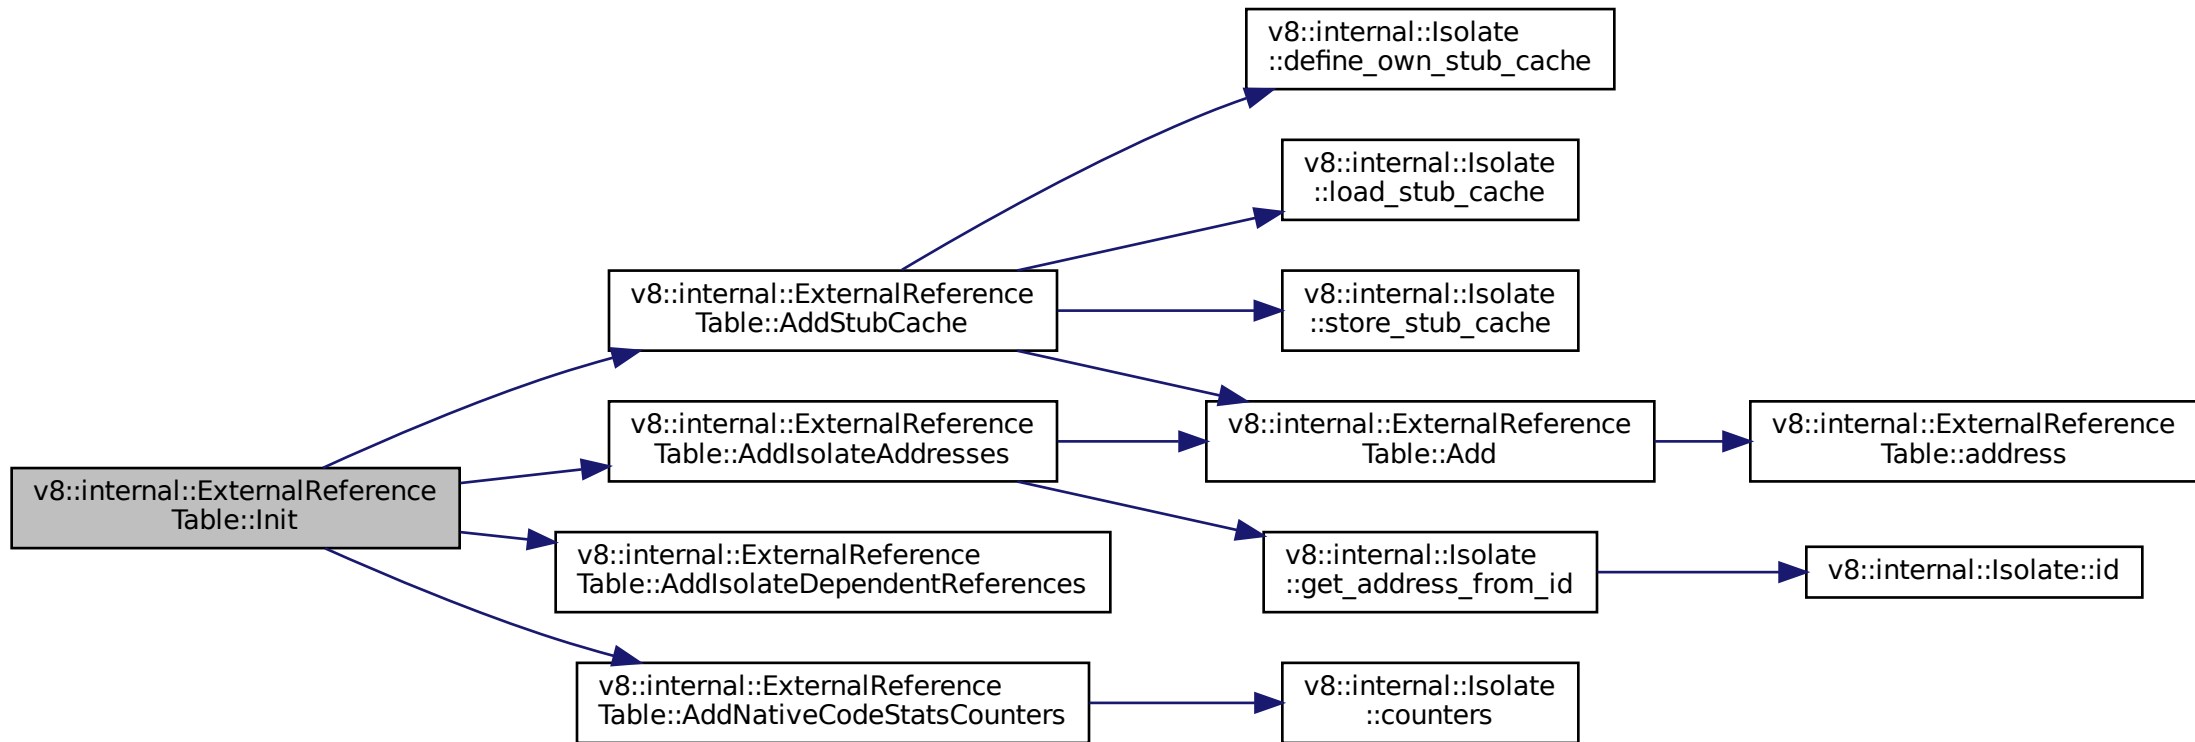 v8::internal::Isolate
::define_own_stub_cache
v8::internal::Isolate
::load_stub_cache
v8::internal::ExternalReference
Table::AddStubCache
v8::internal::Isolate
::store_stub_cache
v8::internal::ExternalReference
Table::AddIsolateAddresses
v8::internal::ExternalReference
Table::Add
v8::internal::ExternalReference
Table::address
v8::internal::ExternalReference
Table::Init
v8::internal::ExternalReference
Table::AddIsolateDependentReferences
v8::internal::Isolate
::get_address_from_id
v8::internal::Isolate::id
v8::internal::ExternalReference
Table::AddNativeCodeStatsCounters
v8::internal::Isolate
::counters